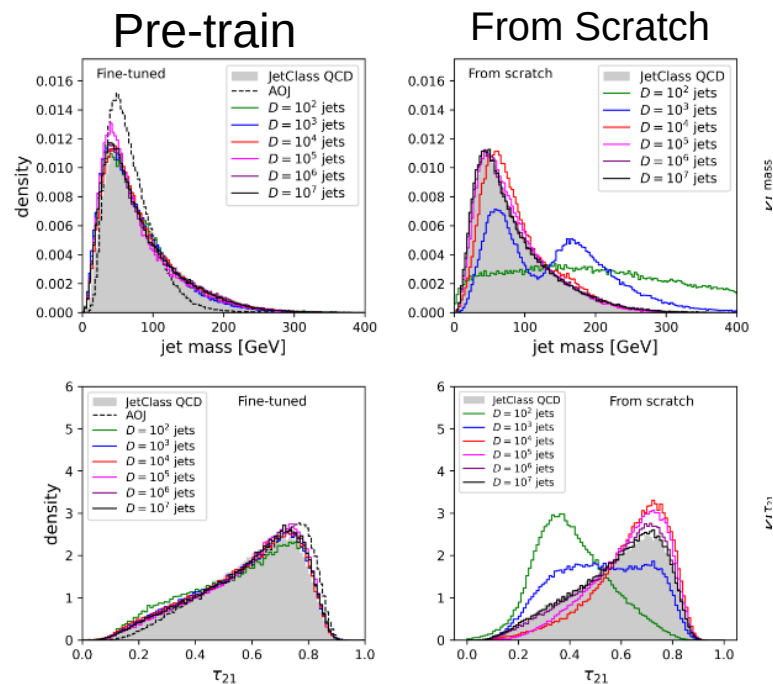 Pre-train
From Scratch
Fine-tuned
JetClass QCD
AOJ
D = 10² jets
D = 10³ jets
D = 10⁴ jets
D = 10⁵ jets
D = 10⁶ jets
D = 10⁷ jets
density
0.016
0.014
0.012
0.010
0.008
0.006
0.004
0.002
0.000
0 100 200 300 400
jet mass [GeV]
From scratch
JetClass QCD
D = 10² jets
D = 10³ jets
D = 10⁴ jets
D = 10⁵ jets
D = 10⁶ jets
D = 10⁷ jets
0.016
0.014
0.012
0.010
0.008
0.006
0.004
0.002
0.000
0 100 200 300 400
jet mass [GeV]
KL^mass
Fine-tuned
JetClass QCD
AOJ
D = 10² jets
D = 10³ jets
D = 10⁴ jets
D = 10⁵ jets
D = 10⁶ jets
D = 10⁷ jets
density
6
5
4
3
2
1
0
0.0 0.2 0.4 0.6 0.8 1.0
τ₂₁
From scratch
JetClass QCD
D = 10² jets
D = 10³ jets
D = 10⁴ jets
D = 10⁵ jets
D = 10⁶ jets
D = 10⁷ jets
6
5
4
3
2
1
0
0.0 0.2 0.4 0.6 0.8 1.0
τ₂₁
KL^τ₂₁